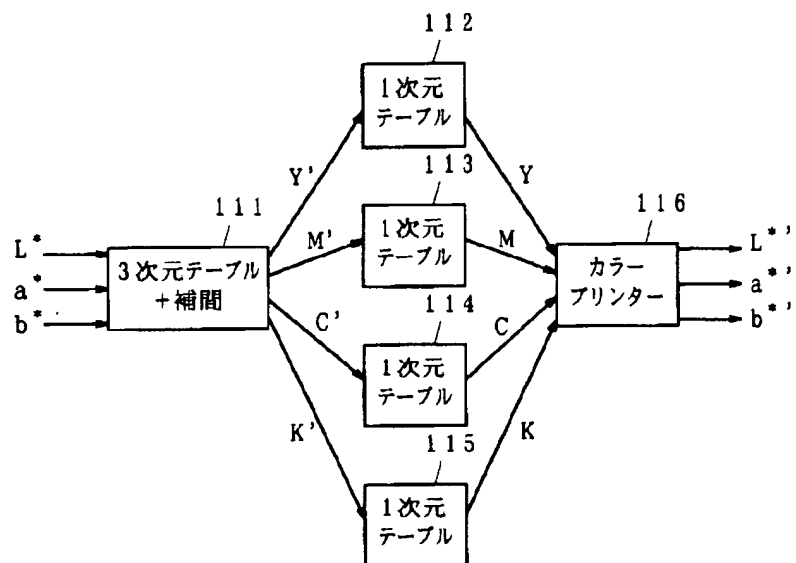 112
1次元
テーブル
Y'
Y
113
111
116
L*
M'
1次元
テーブル
M
L*'
a*
3次元テーブル
+補間
カラー
プリンター
a*'
b*
b*'
C'
114
C
1次元
テーブル
K'
115
K
1次元
テーブル